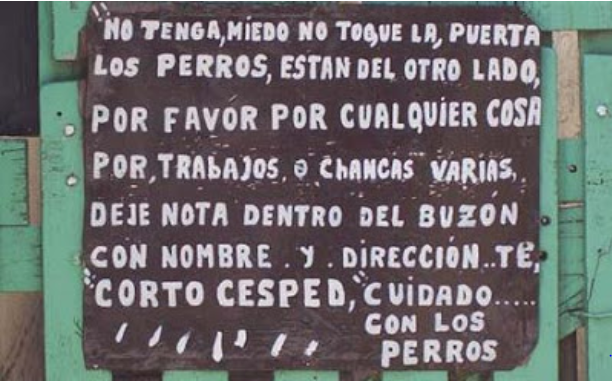 "NO TENGA, MIEDO NO TOQUE LA, PUERTA
LOS PERROS, ESTAN DEL OTRO LADO,
POR FAVOR POR CUALQUIER COSA
POR, TRABAJOS, O CHANCAS VARIAS,
DEJE NOTA DENTRO DEL BUZON
CON NOMBRE . Y . DIRECCIÓN..TE,
"CORTO CESPED," CUIDADO.....
CON LOS
PERROS